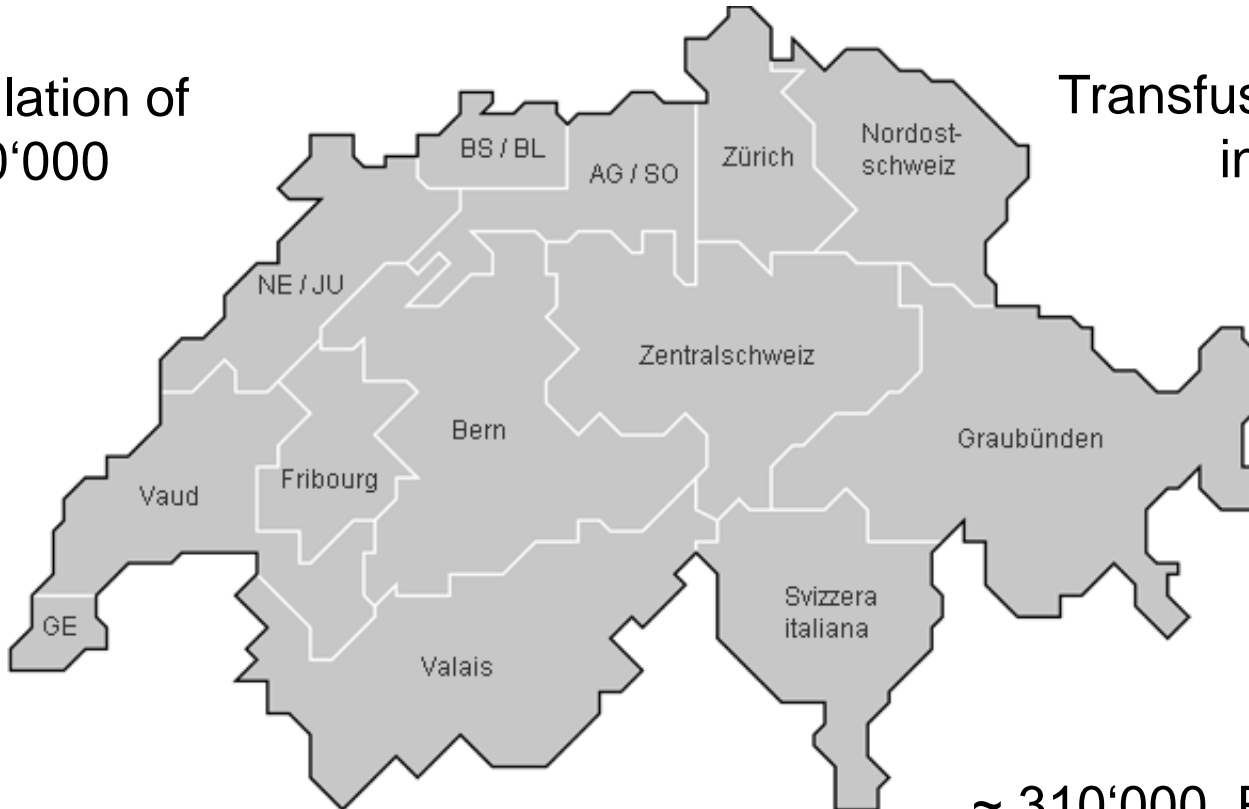 lation of
0‘000
Transfus
in
BS / BL
AG / SO
Zürich
Nordost-
schweiz
NE / JU
Zentralschweiz
Bern
Graubünden
Fribourg
Vaud
GE
Svizzera
italiana
Valais
≈ 310‘000